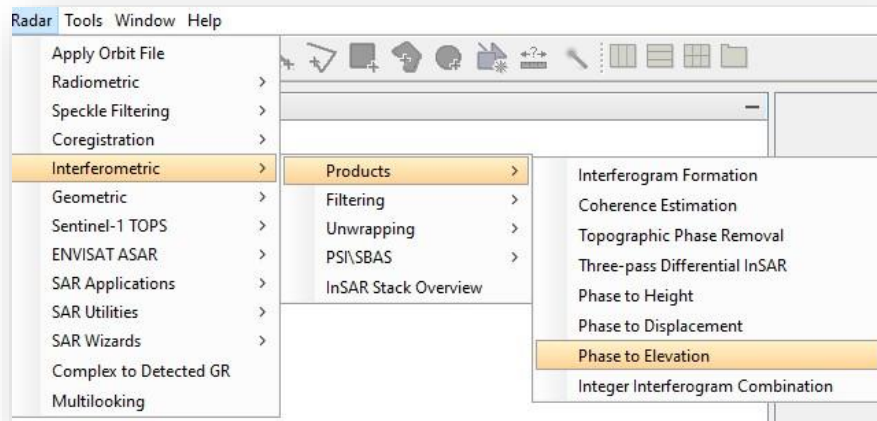 Radar Tools Window Help
Apply Orbit File
Radiometric
Speckle Filtering
Coregistration
Interferometric
Geometric
Sentinel-1 TOPS
ENVISAT ASAR
SAR Applications
SAR Utilities
SAR Wizards
Complex to Detected GR
Multilooking
Products
Filtering
Unwrapping
PSI\SBAS
InSAR Stack Overview
Interferogram Formation
Coherence Estimation
Topographic Phase Removal
Three-pass Differential InSAR
Phase to Height
Phase to Displacement
Phase to Elevation
Integer Interferogram Combination